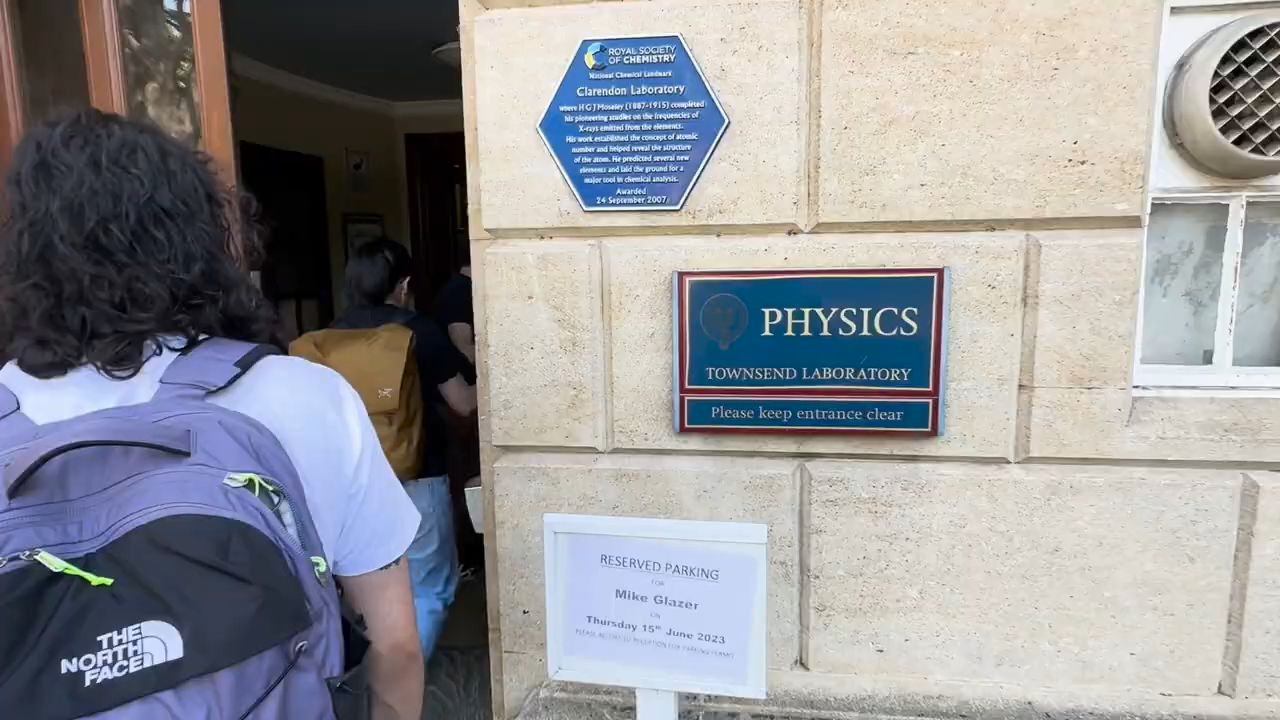 ROYAL SOCIETY
OF CHEMISTRY
National Chemical Landmark
Clarendon Laboratory
where H G J Moseley (1887-1915) completed
his pioneering studies on the frequencies of
X-rays emitted from the elements.
His work established the concept of atomic
number and helped reveal the structure
of the atom. He predicted several new
elements and laid the ground for a
major tool in chemical analysis.
Awarded
24 September 2007
PHYSICS
TOWNSEND LABORATORY
Please keep entrance clear
RESERVED PARKING
FOR
Mike Glazer
ON
Thursday 15th June 2023
RECEPTION FOR PARKING PERMIT
THE
NORTH
FACE